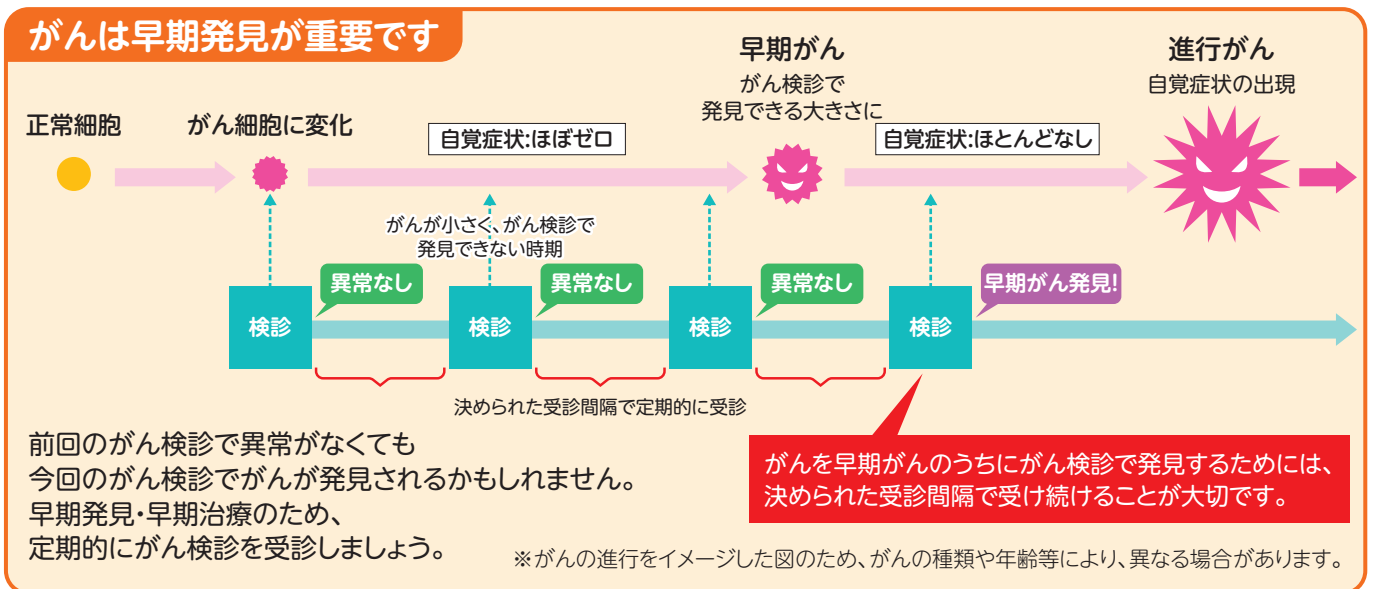 がんは早期発見が重要です
早期がん
がん検診で
発見できる大きさに
進行がん
自覚症状の出現
正常細胞
がん細胞に変化
自覚症状:ほぼゼロ
自覚症状:ほとんどなし
がんが小さく、がん検診で
発見できない時期
異常なし
異常なし
異常なし
早期がん発見!
検診
検診
検診
検診
決められた受診間隔で定期的に受診
前回のがん検診で異常がなくても
今回のがん検診でがんが発見されるかもしれません。
早期発見・早期治療のため、
定期的にがん検診を受診しましょう。
がんを早期がんのうちにがん検診で発見するためには、
決められた受診間隔で受け続けることが大切です。
※がんの進行をイメージした図のため、がんの種類や年齢等により、異なる場合があります。